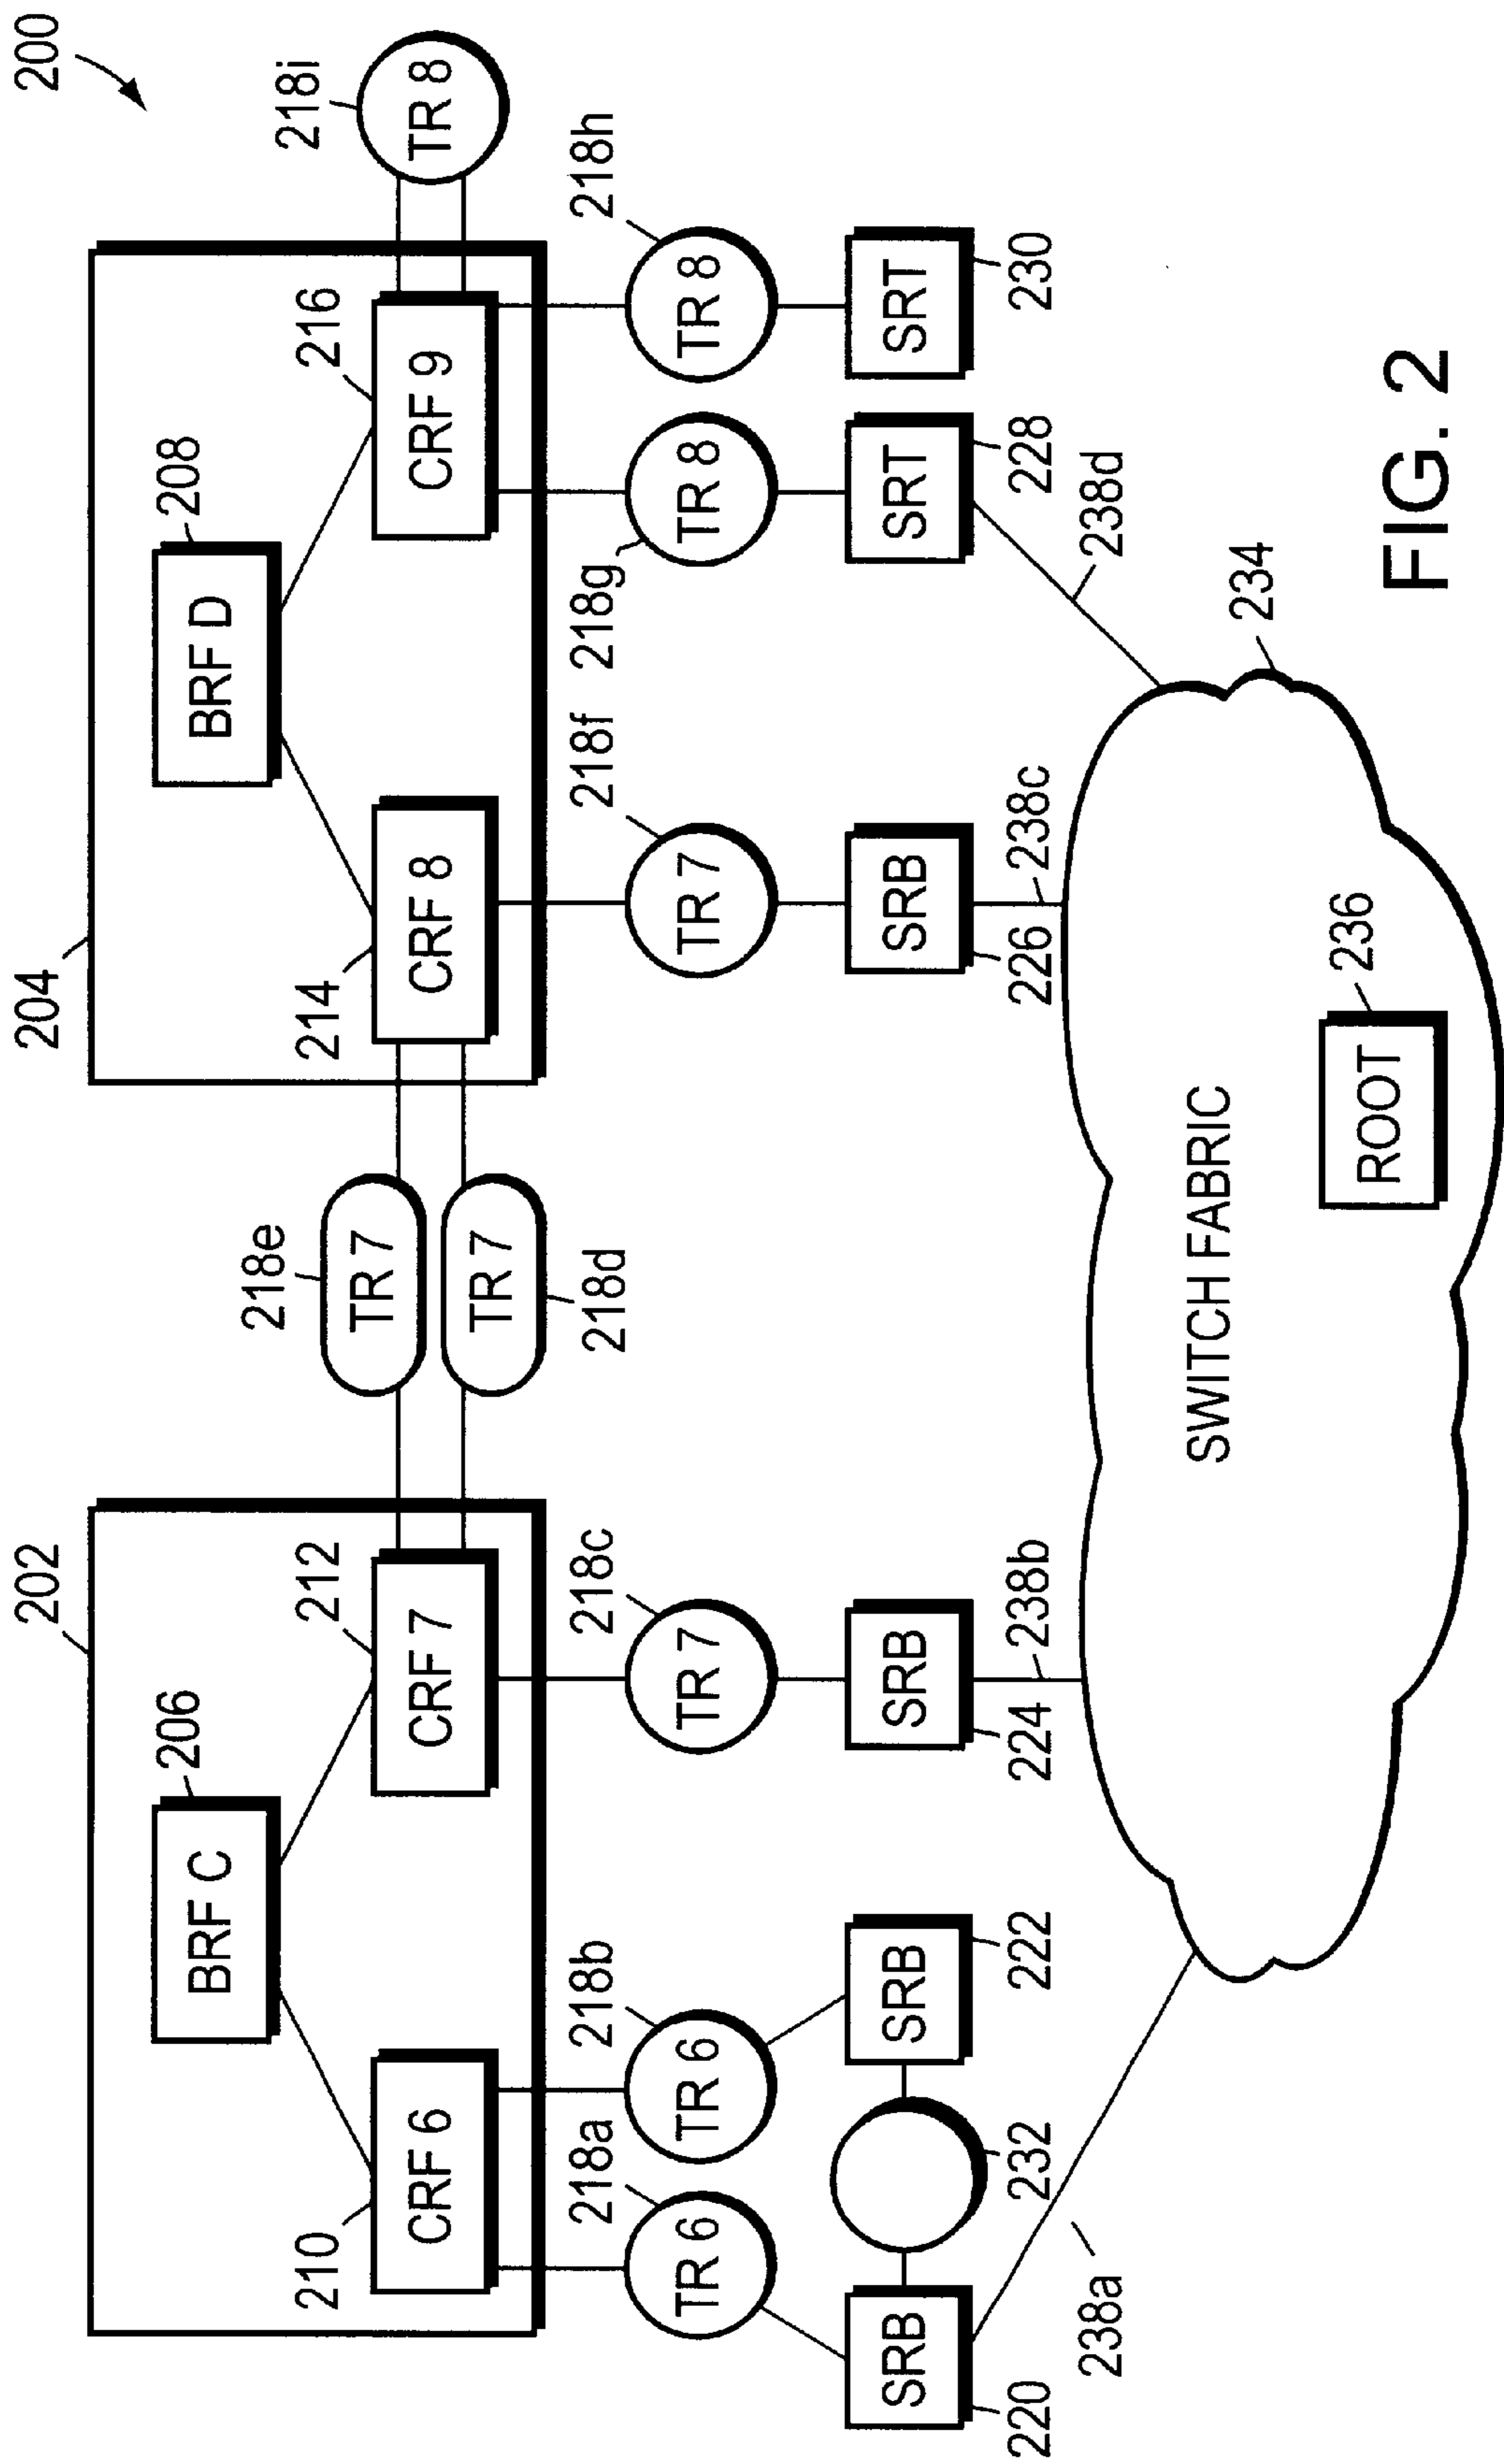 200
202
204
206
208
BRF C
BRF D
210
212
214
216
218i
CRF 6
CRF 7
CRF 8
CRF 9
TR 8
218e
TR 7
TR 7
218d
218a
218b
218c
218f
218g
218h
TR 6
TR 6
TR 7
TR 7
TR 8
TR 8
SRB
SRB
SRB
SRB
SRT
SRT
220
232
222
224
238b
226
238c
228
230
238a
238d
234
SWITCH FABRIC
ROOT
236
FIG. 2